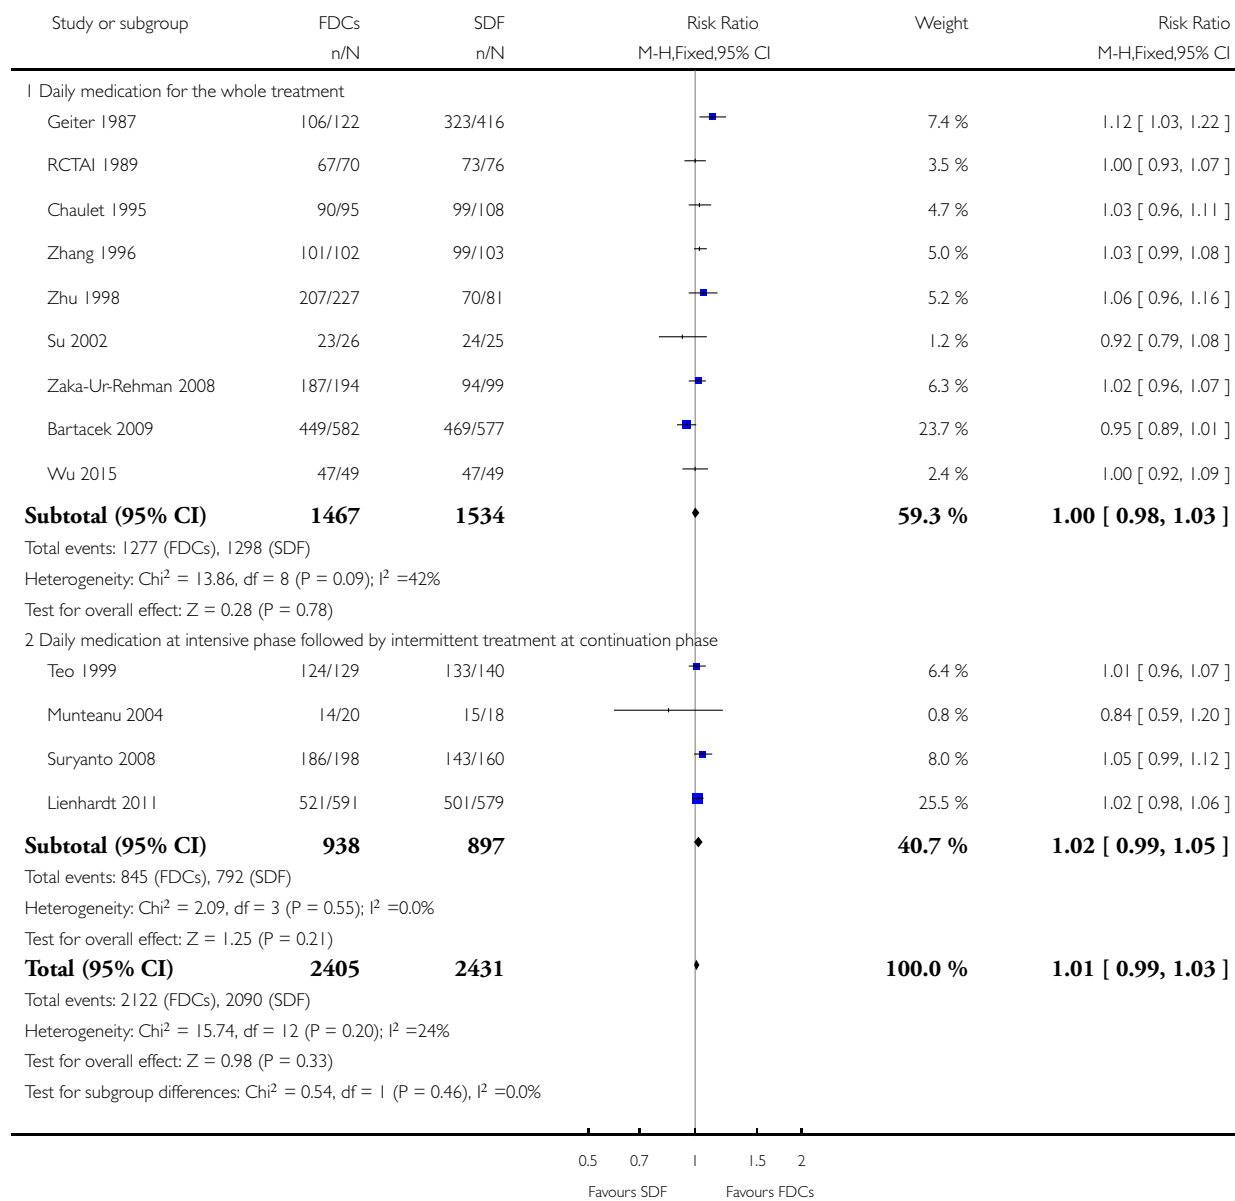 Study or subgroup FDCs SDF Risk Ratio Weight Risk Ratio
n/N n/N M-H,Fixed,95% CI M-H,Fixed,95% CI
1 Daily medication for the whole treatment
Geiter 1987 106/122 323/416 7.4 % 1.12 [ 1.03, 1.22 ]
RCTAI 1989 67/70 73/76 3.5 % 1.00 [ 0.93, 1.07 ]
Chaulet 1995 90/95 99/108 4.7 % 1.03 [ 0.96, 1.11 ]
Zhang 1996 101/102 99/103 5.0 % 1.03 [ 0.99, 1.08 ]
Zhu 1998 207/227 70/81 5.2 % 1.06 [ 0.96, 1.16 ]
Su 2002 23/26 24/25 1.2 % 0.92 [ 0.79, 1.08 ]
Zaka-Ur-Rehman 2008 187/194 94/99 6.3 % 1.02 [ 0.96, 1.07 ]
Bartacek 2009 449/582 469/577 23.7 % 0.95 [ 0.89, 1.01 ]
Wu 2015 47/49 47/49 2.4 % 1.00 [ 0.92, 1.09 ]
Subtotal (95% CI) 1467 1534 59.3 % 1.00 [ 0.98, 1.03 ]
Total events: 1277 (FDCs), 1298 (SDF)
Heterogeneity: Chi² = 13.86, df = 8 (P = 0.09); I² =42%
Test for overall effect: Z = 0.28 (P = 0.78)
2 Daily medication at intensive phase followed by intermittent treatment at continuation phase
Teo 1999 124/129 133/140 6.4 % 1.01 [ 0.96, 1.07 ]
Munteanu 2004 14/20 15/18 0.8 % 0.84 [ 0.59, 1.20 ]
Suryanto 2008 186/198 143/160 8.0 % 1.05 [ 0.99, 1.12 ]
Lienhardt 2011 521/591 501/579 25.5 % 1.02 [ 0.98, 1.06 ]
Subtotal (95% CI) 938 897 40.7 % 1.02 [ 0.99, 1.05 ]
Total events: 845 (FDCs), 792 (SDF)
Heterogeneity: Chi² = 2.09, df = 3 (P = 0.55); I² =0.0%
Test for overall effect: Z = 1.25 (P = 0.21)
Total (95% CI) 2405 2431 100.0 % 1.01 [ 0.99, 1.03 ]
Total events: 2122 (FDCs), 2090 (SDF)
Heterogeneity: Chi² = 15.74, df = 12 (P = 0.20); I² =24%
Test for overall effect: Z = 0.98 (P = 0.33)
Test for subgroup differences: Chi² = 0.54, df = 1 (P = 0.46), I² =0.0%
0.5 0.7 1 1.5 2
Favours SDF Favours FDCs